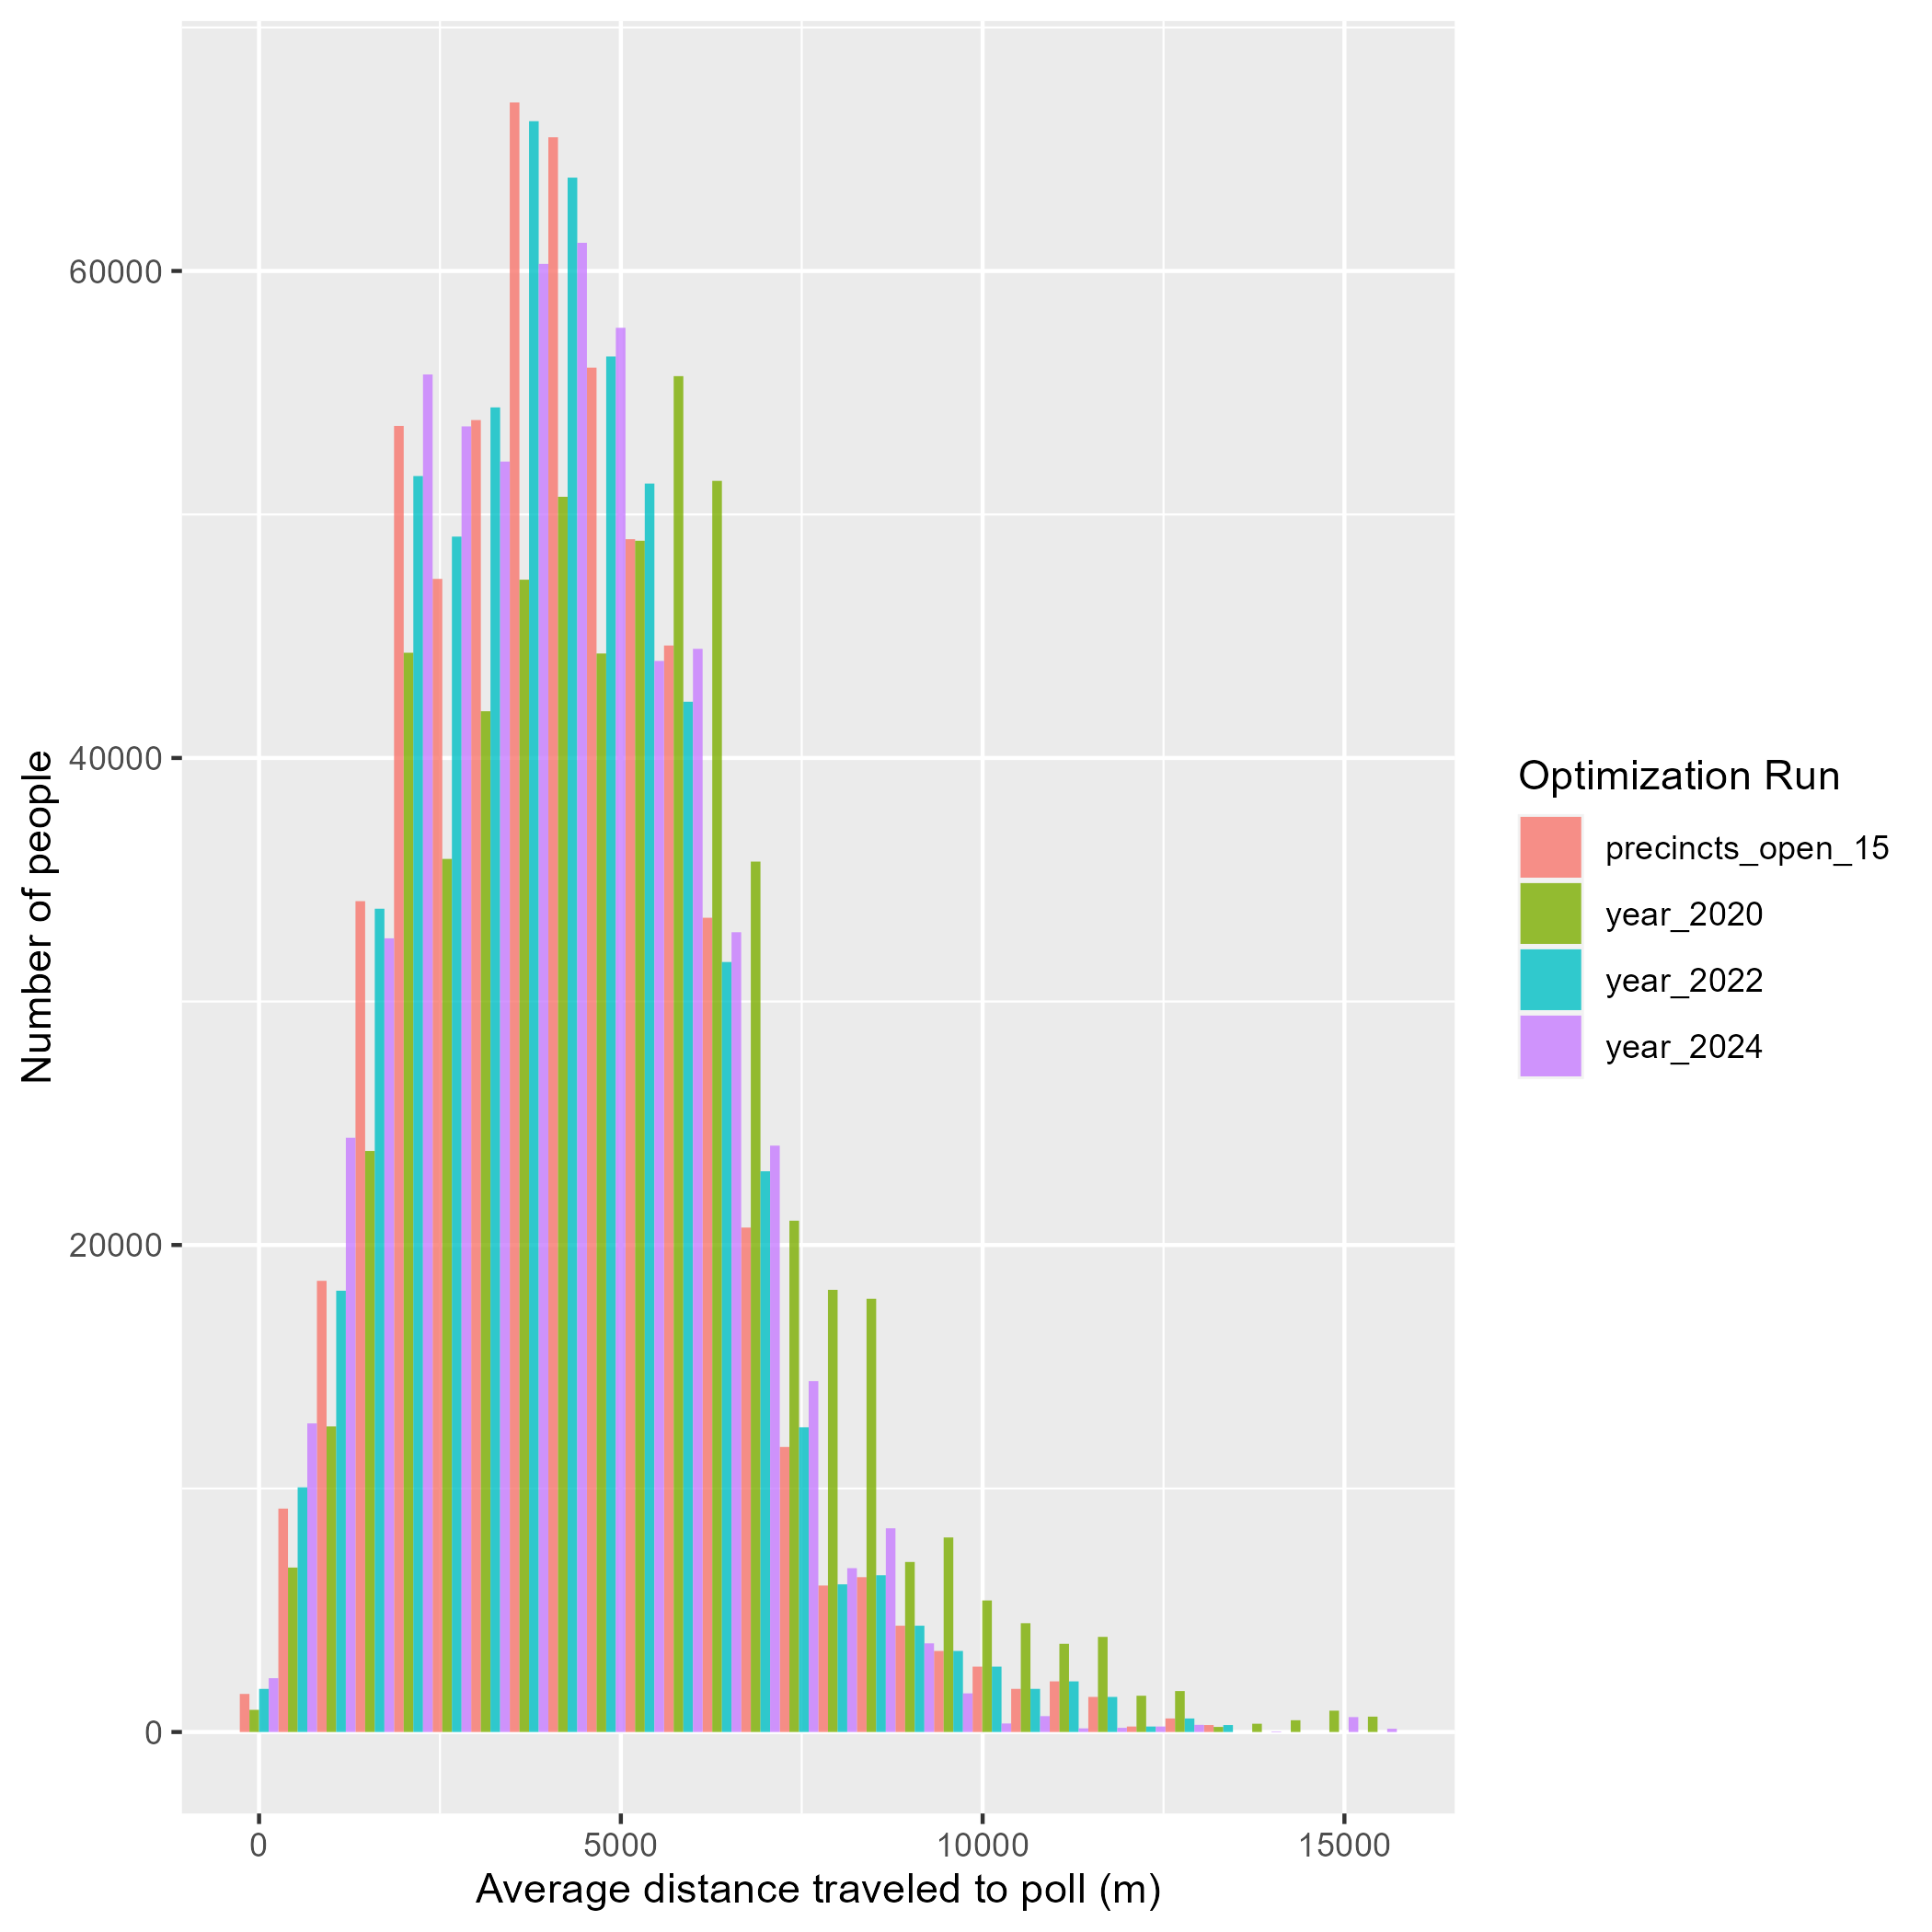 60000
40000
20000
0
Number of people
0
5000
10000
15000
Average distance traveled to poll (m)
Optimization Run
precincts_open_15
year_2020
year_2022
year_2024